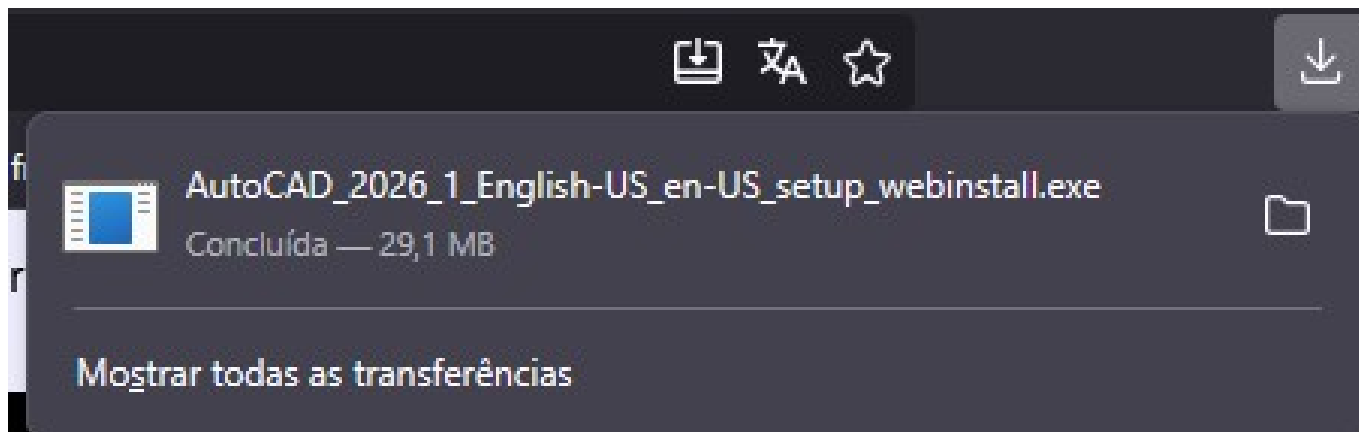 AutoCAD_2026_1_English-US_en-US_setup_webinstall.exe
Concluída — 29,1 MB
Mostrar todas as transferências